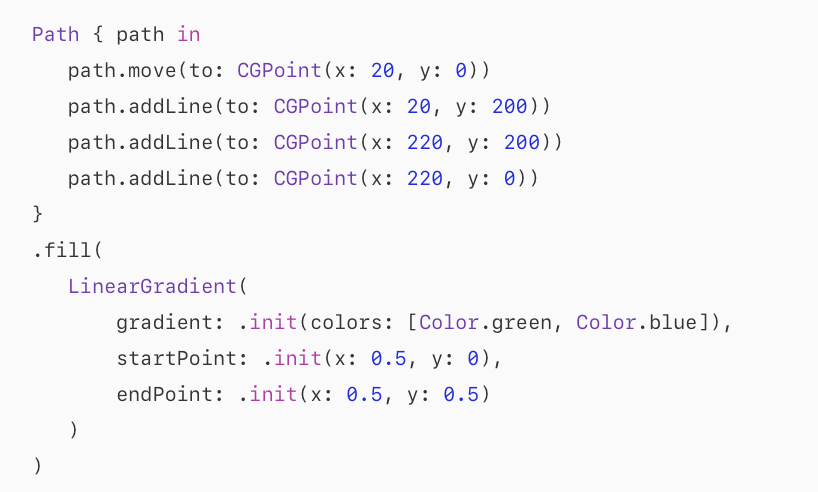 Path { path in
path.move(to: CGPoint(x: 20, y: 0))
path.addLine(to: CGPoint(x: 20, y: 200))
path.addLine(to: CGPoint(x: 220, y: 200))
path.addLine(to: CGPoint(x: 220, y: 0))
}
.fill(
LinearGradient(
gradient: .init(colors: [Color.green, Color.blue]),
startPoint: .init(x: 0.5, y: 0),
endPoint: .init(x: 0.5, y: 0.5)
)
)